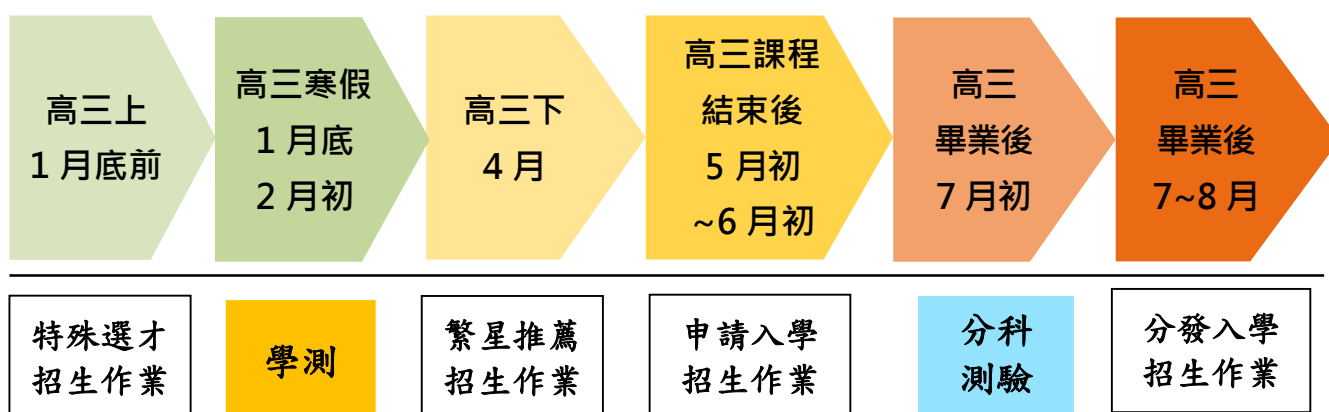 高三上
1 月底前
高三寒假
1 月底
2 月初
高三下
4 月
高三課程
結束後
5 月初
~6 月初
高三
畢業後
7 月初
高三
畢業後
7~8 月
特殊選才
招生作業
學測
繁星推薦
招生作業
申請入學
招生作業
分科
測驗
分發入學
招生作業